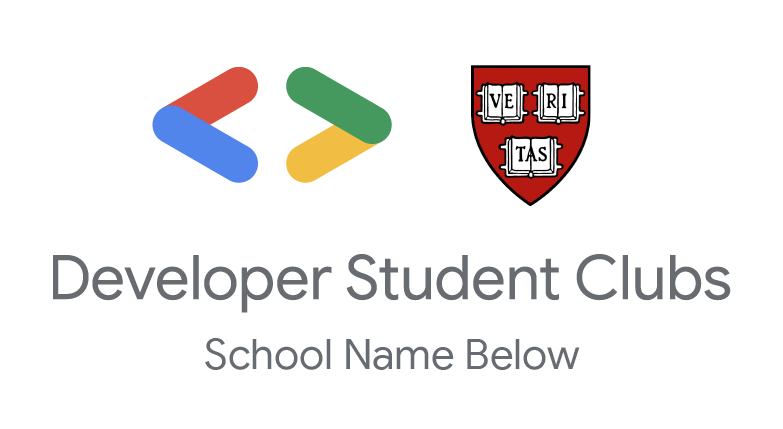 VE RI
TAS
Developer Student Clubs
School Name Below